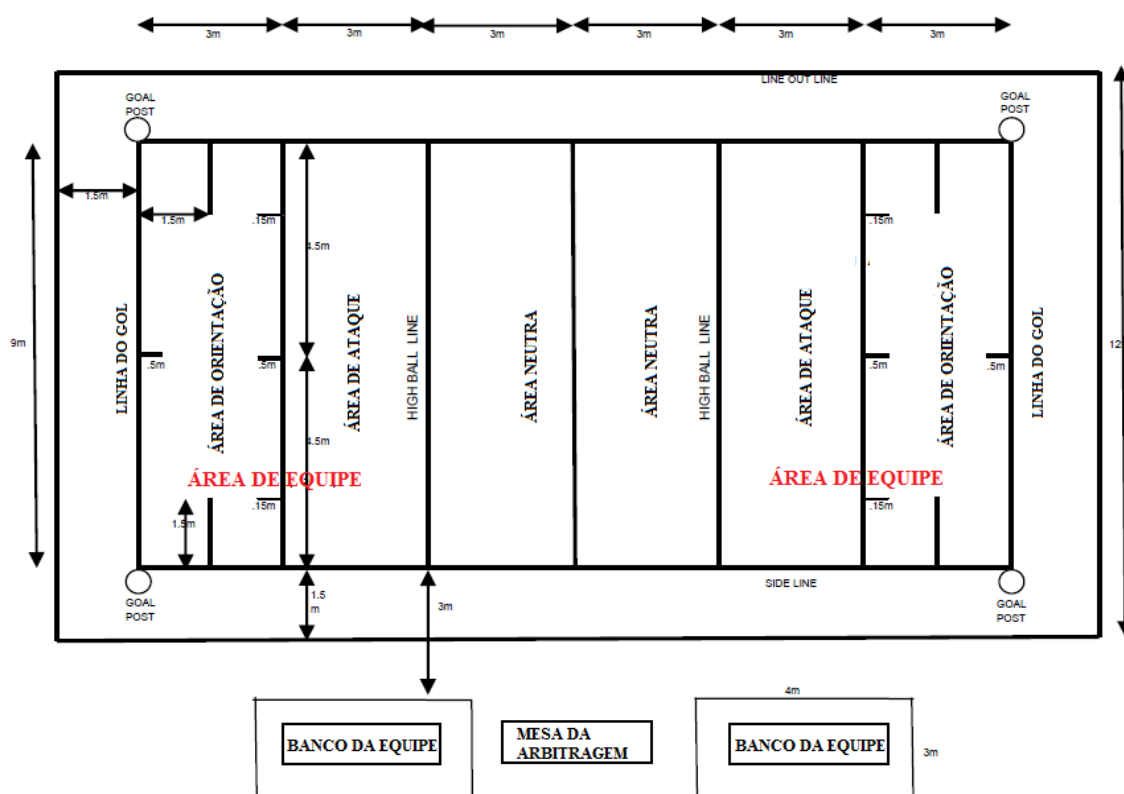 3m
3m
3m
3m
3m
3m
LINE OUT LINE
GOAL
POST
GOAL
POST
1.5m
1.5m
.15m
.15m
4.5m
9m
LINHA DO GOL
ÁREA DE ORIENTAÇÃO
ÁREA DE ATAQUE
HIGH BALL LINE
ÁREA NEUTRA
ÁREA NEUTRA
HIGH BALL LINE
ÁREA DE ATAQUE
ÁREA DE ORIENTAÇÃO
LINHA DO GOL
12
.5m
.5m
.5m
.5m
4.5m
ÁREA DE EQUIPE
ÁREA DE EQUIPE
.15m
.15m
1.5m
SIDE LINE
GOAL
POST
1.5
m
3m
GOAL
POST
4m
BANCO DA EQUIPE
MESA DA
ARBITRAGEM
BANCO DA EQUIPE
3m